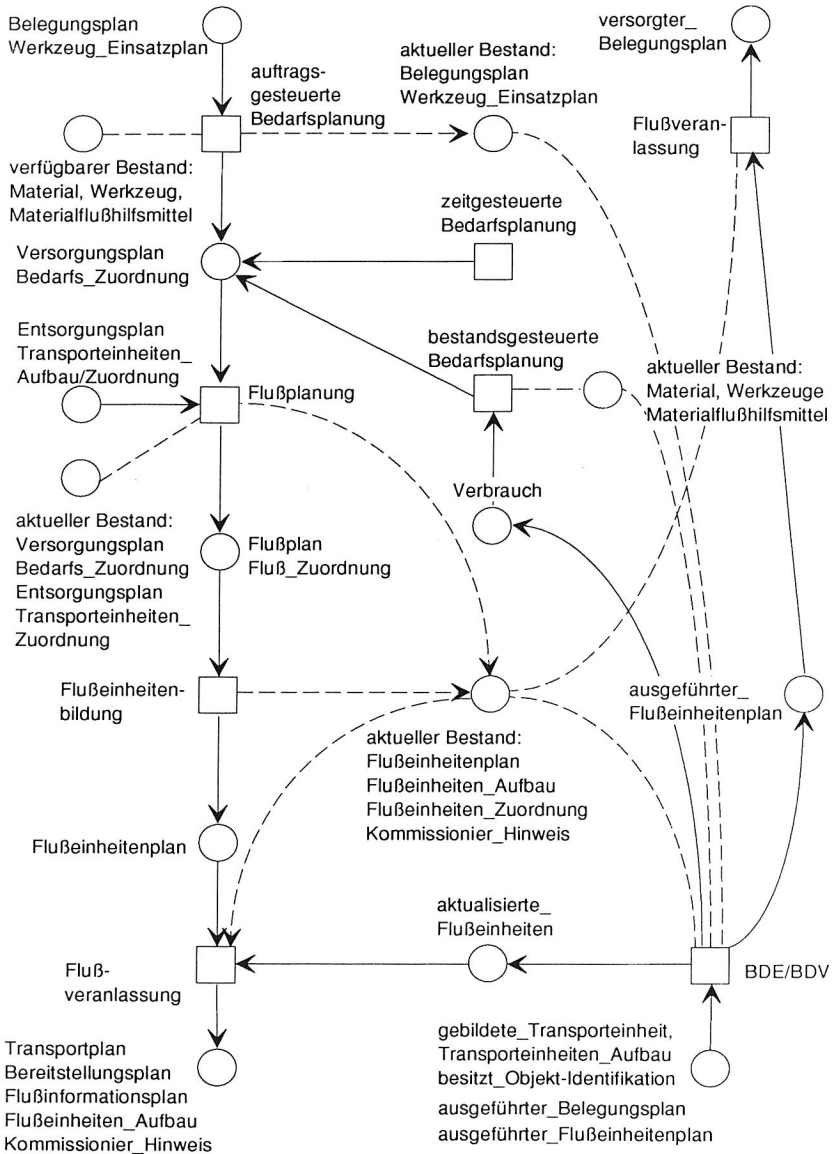 Belegungsplan
Werkzeug_Einsatzplan
auftrags-
gesteuerte
Bedarfsplanung
aktueller Bestand:
Belegungsplan
Werkzeug_Einsatzplan
versorgter_
Belegungsplan
Flußveran-
lassung
verfügbarer Bestand:
Material, Werkzeug,
Materialflußhilfsmittel
zeitgesteuerte
Bedarfsplanung
Versorgungsplan
Bedarfs_Zuordnung
Entsorgungsplan
Transporteinheiten_
Aufbau/Zuordnung
Flußplanung
bestandsgesteuerte
Bedarfsplanung
aktueller Bestand:
Material, Werkzeuge
Materialflußhilfsmittel
Verbrauch
aktueller Bestand:
Versorgungsplan
Bedarfs_Zuordnung
Entsorgungsplan
Transporteinheiten_
Zuordnung
Flußplan
Fluß_Zuordnung
Flußeinheiten-
bildung
ausgeführter_
Flußeinheitenplan
aktueller Bestand:
Flußeinheitenplan
Flußeinheiten_Aufbau
Flußeinheiten_Zuordnung
Kommissionier_Hinweis
Flußeinheitenplan
aktualisierte_
Flußeinheiten
Fluß-
veranlassung
BDE/BDV
Transportplan
Bereitstellungsplan
Flußinformationsplan
Flußeinheiten_Aufbau
Kommissionier_Hinweis
gebildete_Transporteinheit,
Transporteinheiten_Aufbau
besitzt_Objekt-Identifikation
ausgeführter_Belegungsplan
ausgeführter_Flußeinheitenplan